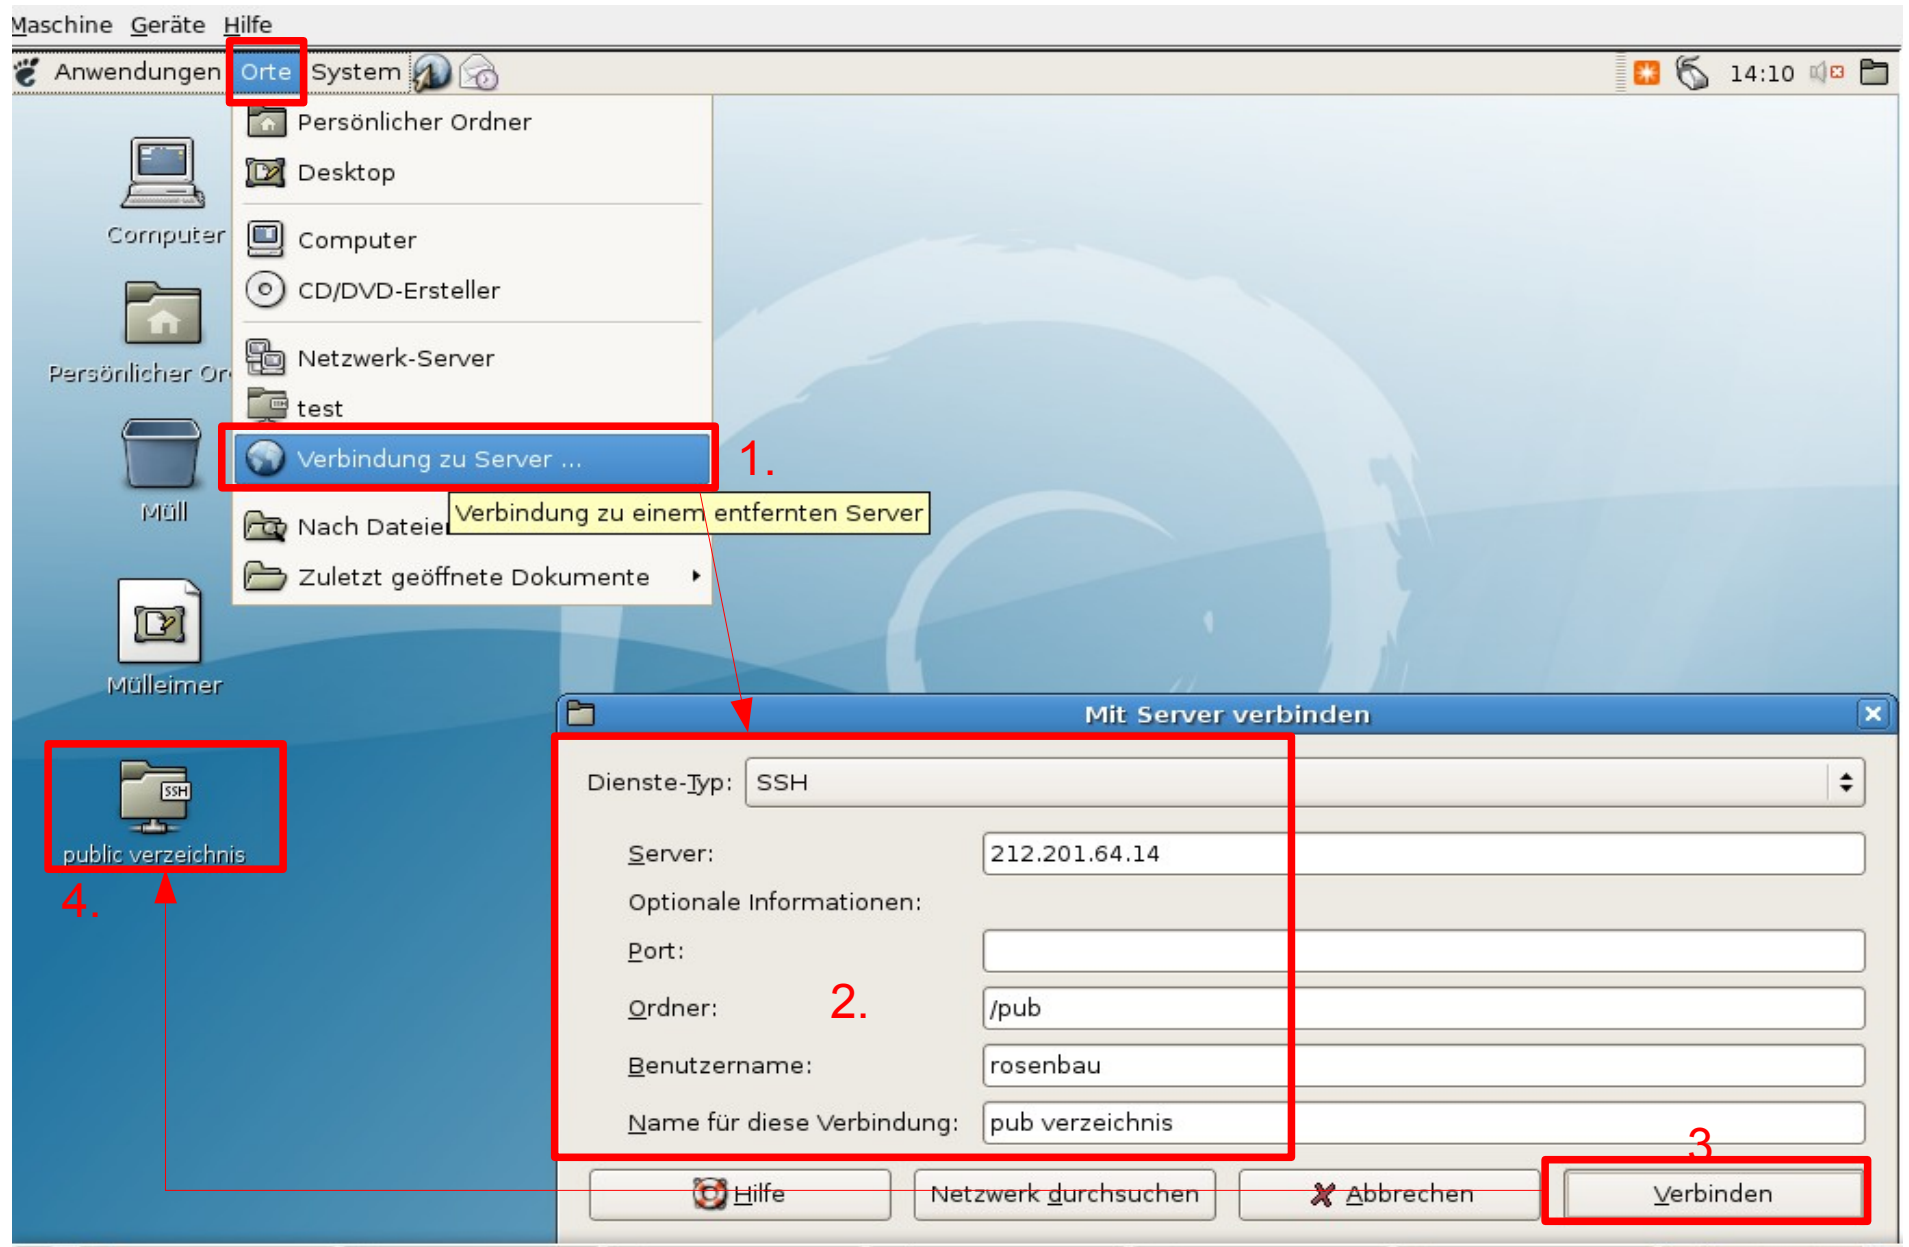 Maschine Geräte Hilfe
Anwendungen Orte System 14:10
Persönlicher Ordner
Desktop
Computer
CD/DVD-Ersteller
Netzwerk-Server
test
Verbindung zu Server ...
1.
Verbindung zu einem entfernten Server
Nach Dateien
Zuletzt geöffnete Dokumente
Computer
Persönlicher Or
Müll
Mülleimer
SSH
public verzeichnis
4.
Mit Server verbinden
Dienste-Typ: SSH
Server: 212.201.64.14
Optionale Informationen:
Port:
2.
Ordner: /pub
Benutzername: rosenbau
Name für diese Verbindung: pub verzeichnis
3
Hilfe Netzwerk durchsuchen Abbrechen Verbinden